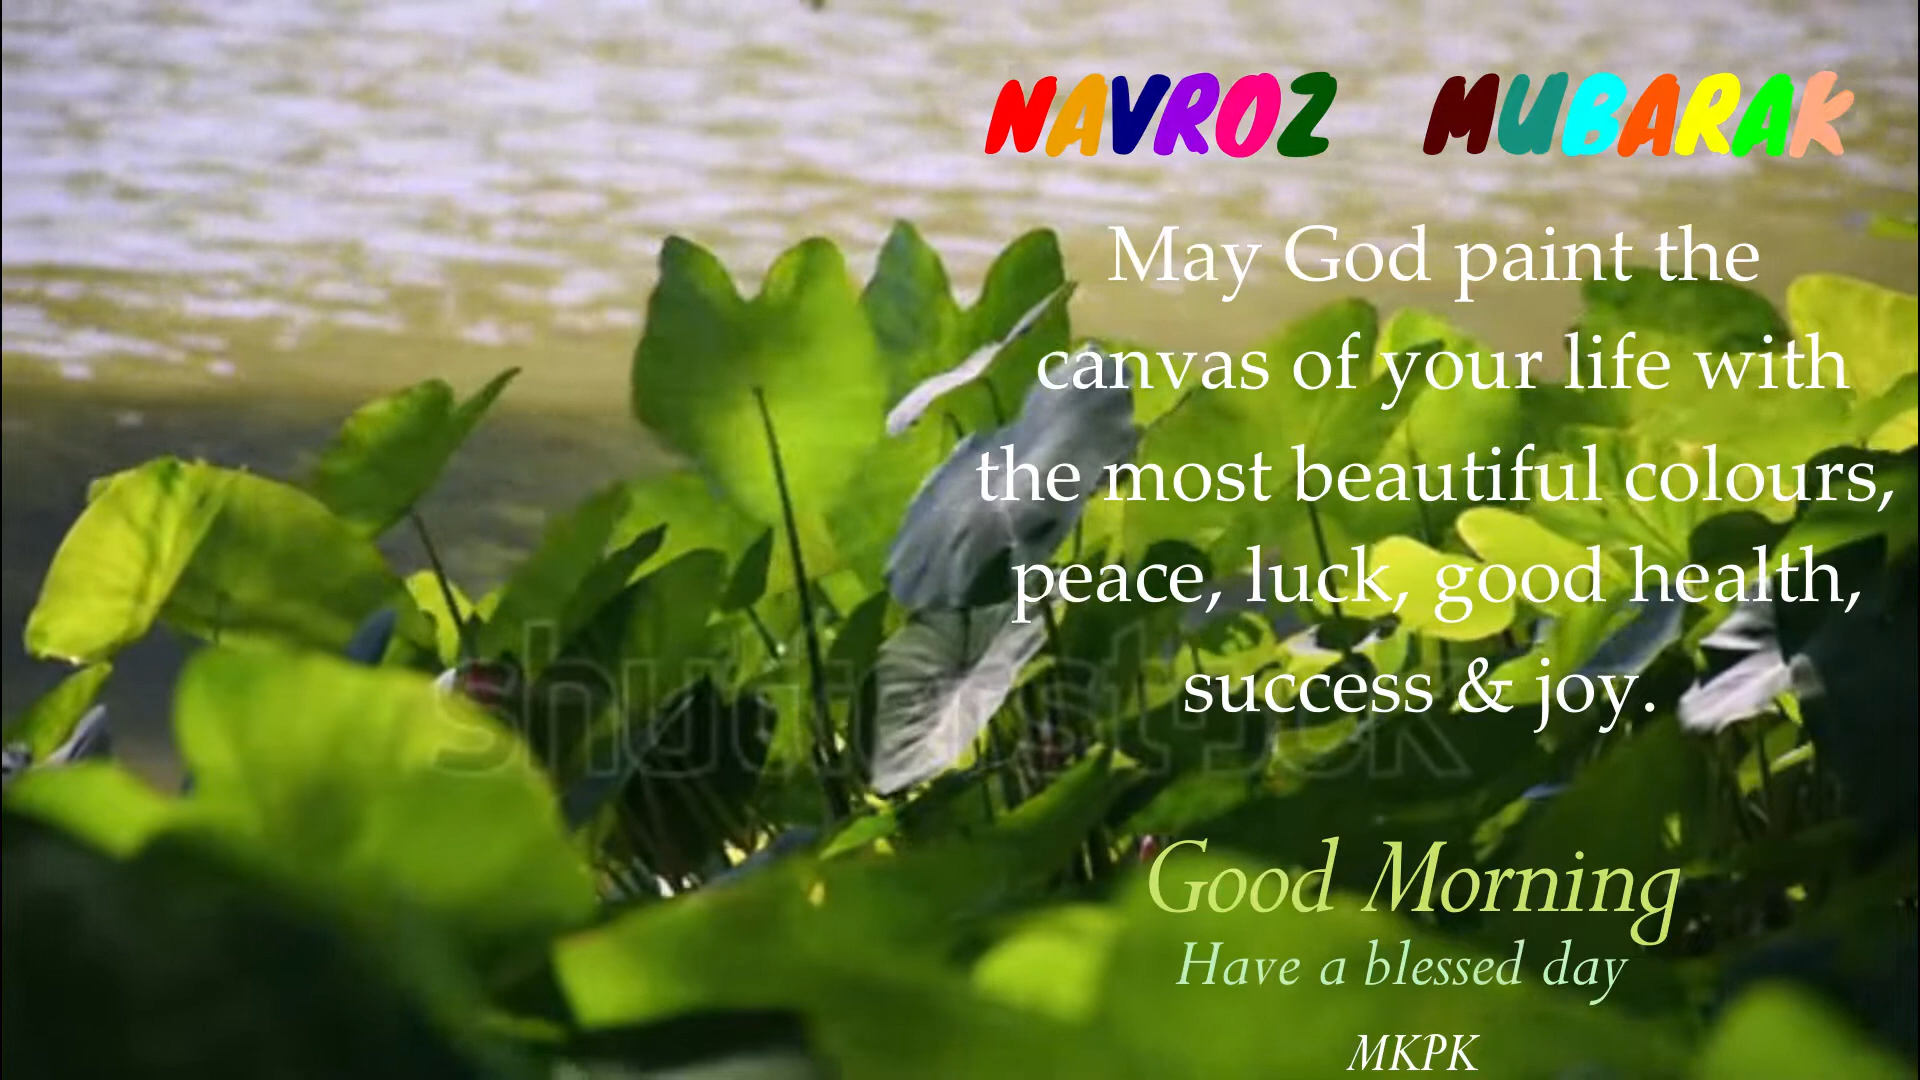 NAVROZ MUBARAK
May God paint the
canvas of your life with
the most beautiful colours,
peace, luck, good health,
success & joy.
shutterstock
Good Morning
Have a blessed day
MKPK